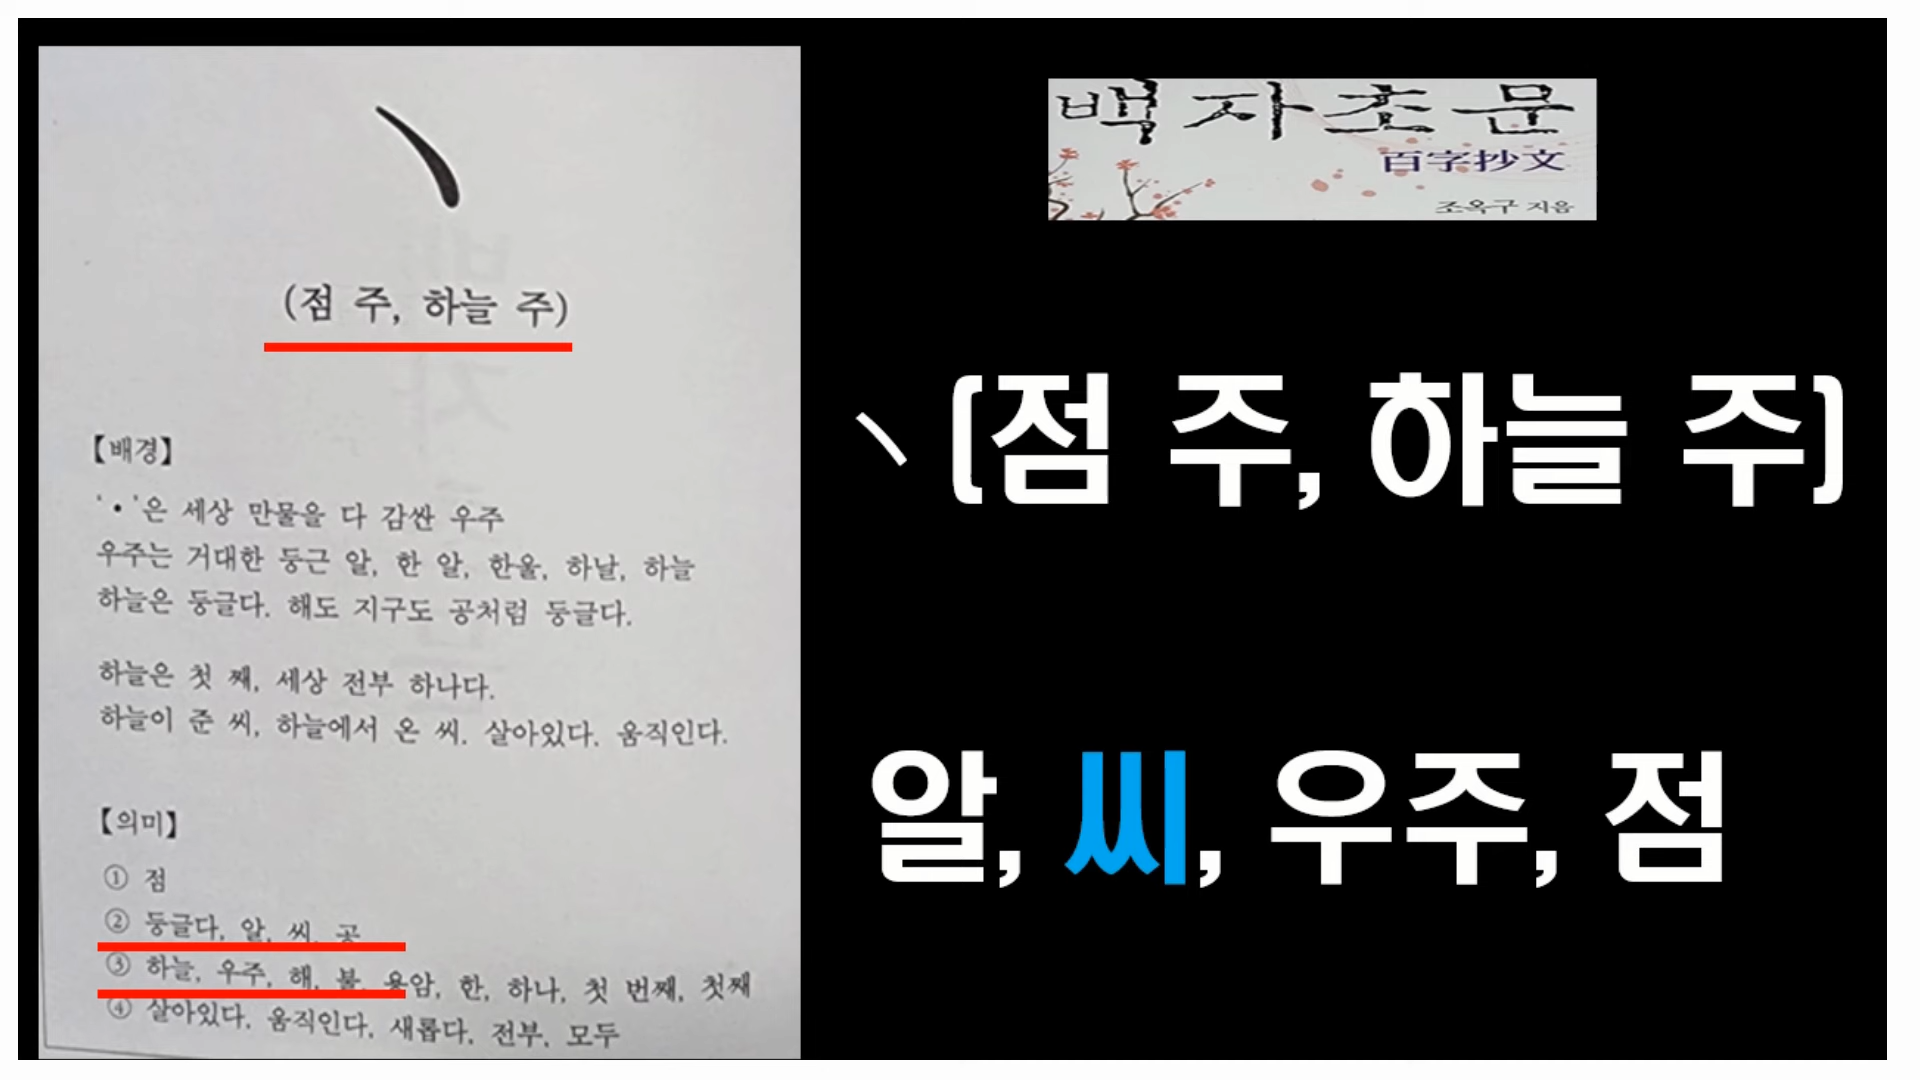 丶
(점 주, 하늘 주)
【배경】
'•'은 세상 만물을 다 감싼 우주
우주는 거대한 둥근 알, 한 알, 한울, 하날, 하늘
하늘은 둥글다. 해도 지구도 공처럼 둥글다.
하늘은 첫 째, 세상 전부 하나다.
하늘이 준 씨, 하늘에서 온 씨. 살아있다. 움직인다.
【의미】
① 점
② 둥글다, 알, 씨, 공
③ 하늘, 우주, 해, 불, 용암, 한, 하나, 첫 번째, 첫째
④ 살아있다, 움직인다, 새롭다, 전부, 모두
백자초문
百字抄文
조옥구 지음
丶(점 주, 하늘 주)
알, 씨, 우주, 점